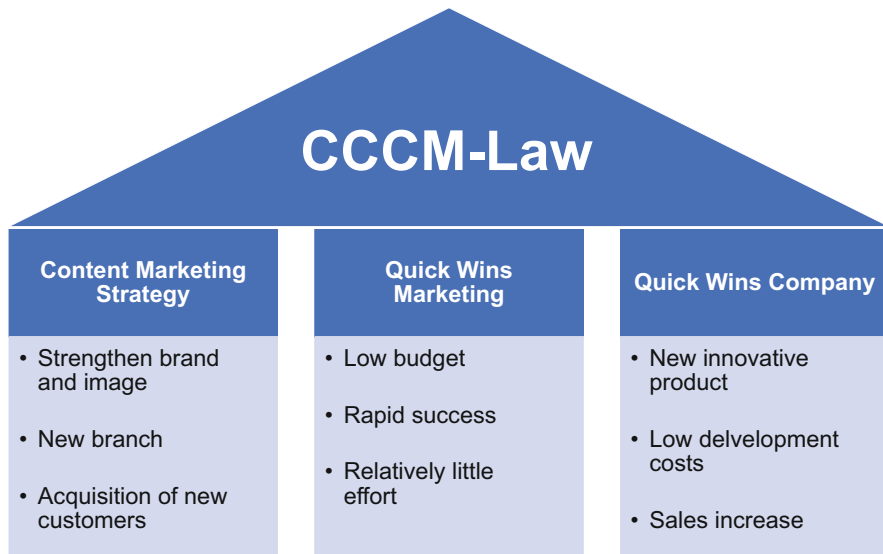 CCCM-Law
Content Marketing
Strategy
• Strengthen brand
and image
• New branch
• Acquisition of new
customers
Quick Wins
Marketing
• Low budget
• Rapid success
• Relatively little
effort
Quick Wins Company
• New innovative
product
• Low delvelopment
costs
• Sales increase